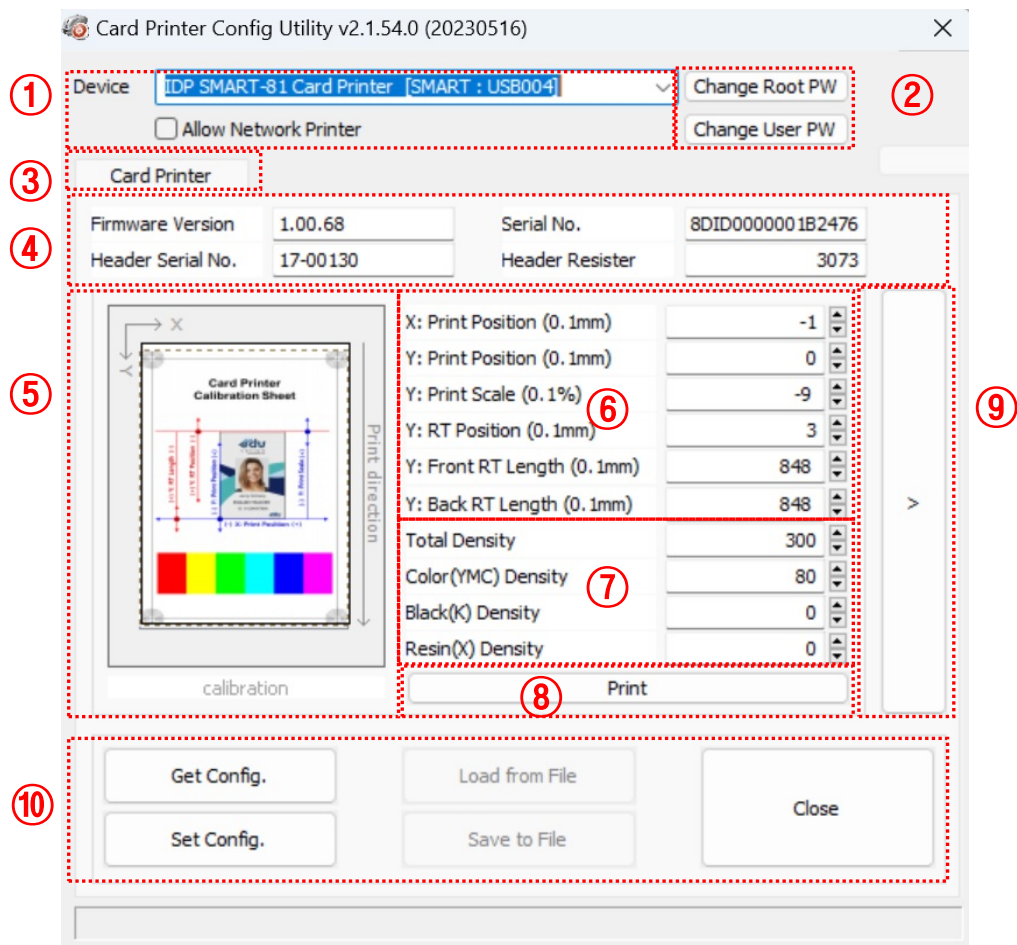 Card Printer Config Utility v2.1.54.0 (20230516)
① Device IDP SMART-81 Card Printer [SMART : USB004] Change Root PW ②
Allow Network Printer Change User PW
③ Card Printer
④ Firmware Version 1.00.68 Serial No. 8DID0000001B2476
Header Serial No. 17-00130 Header Resister 3073
⑤
X
Y
Card Printer
Calibration Sheet
edu
(-) X: Print Position (+)
Print direction
calibration
X: Print Position (0.1mm) -1
Y: Print Position (0.1mm) 0
Y: Print Scale (0.1%) -9
⑥
Y: RT Position (0.1mm) 3
Y: Front RT Length (0.1mm) 848
Y: Back RT Length (0.1mm) 848
Total Density 300
Color(YMC) Density 80
⑦
Black(K) Density 0
Resin(X) Density 0
⑧ Print
⑨
>
⑩
Get Config. Load from File Close
Set Config. Save to File